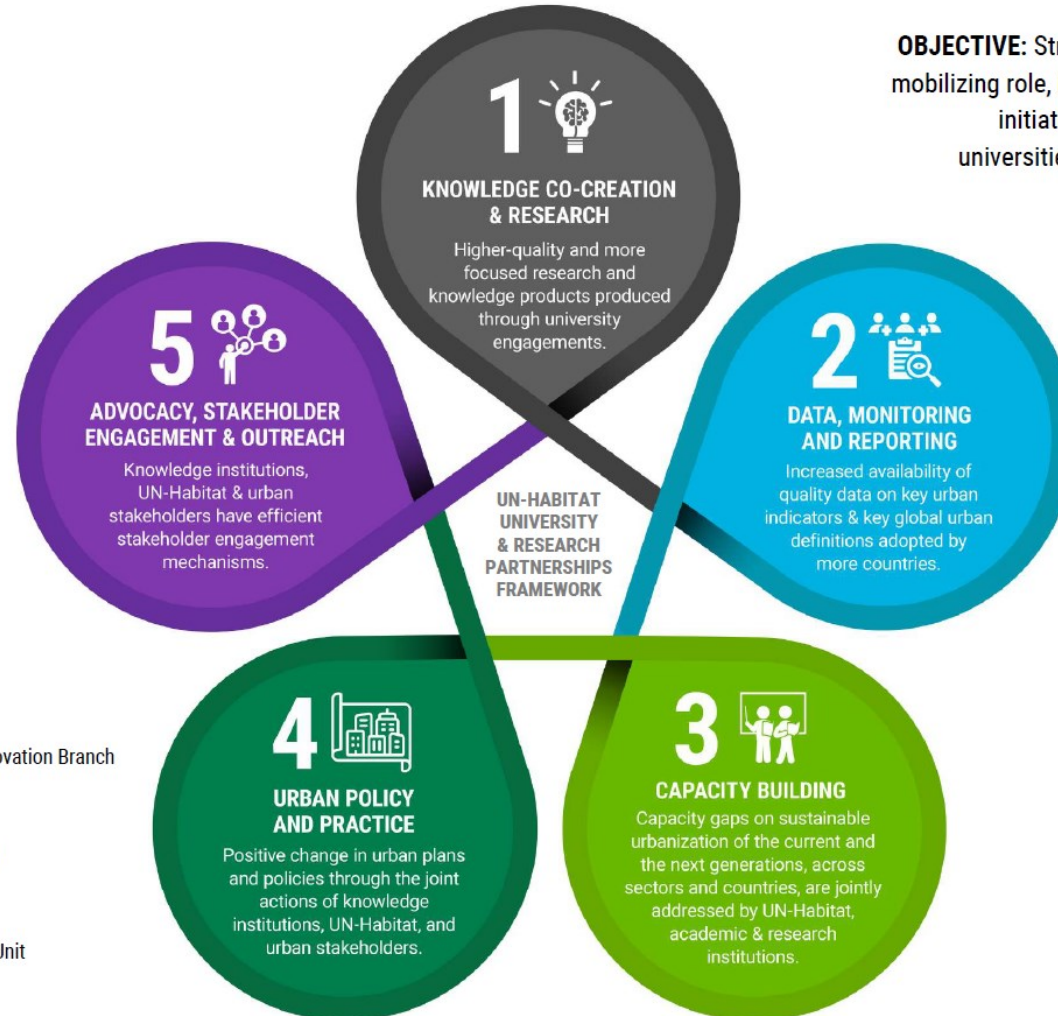 OBJECTIVE:
mobilizing role,
1
KNOWLEDGE CO-CREATION
& RESEARCH
Higher-quality and more
focused research and
knowledge products produced
through university
engagements.
5
ADVOCACY, STAKEHOLDER
ENGAGEMENT & OUTREACH
Knowledge institutions,
UN-Habitat & urban
stakeholders have efficient
stakeholder engagement
mechanisms.
2
DATA, MONITORING
AND REPORTING
Increased availability of
quality data on key urban
indicators & key global urban
definitions adopted by
more countries.
UN-HABITAT
UNIVERSITY
& RESEARCH
PARTNERSHIPS
FRAMEWORK
4
URBAN POLICY
AND PRACTICE
Positive change in urban plans
and policies through the joint
actions of knowledge
institutions, UN-Habitat, and
urban stakeholders.
3
CAPACITY BUILDING
Capacity gaps on sustainable
urbanization of the current and
the next generations, across
sectors and countries, are jointly
addressed by UN-Habitat,
academic & research
institutions.
Branch
Unit